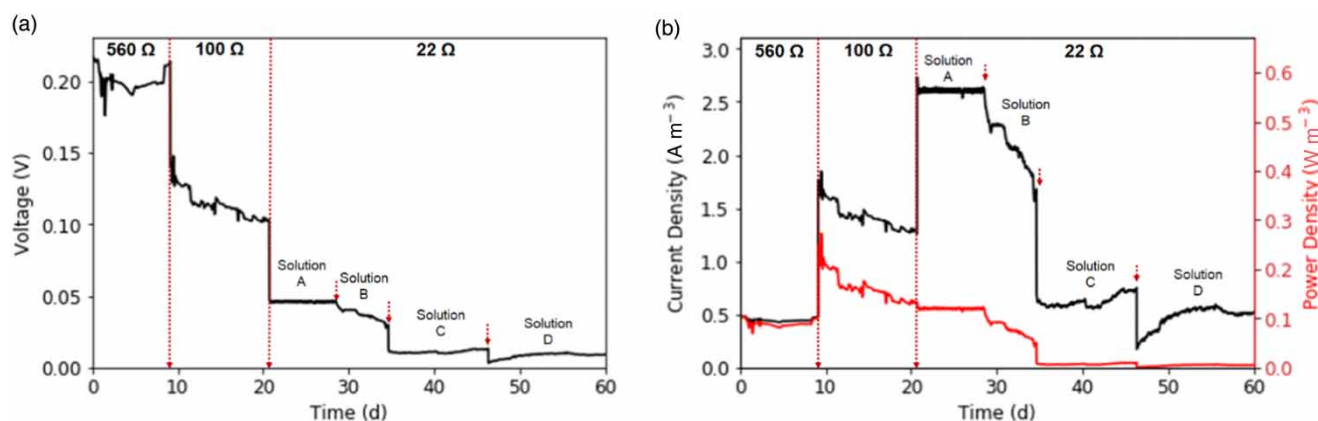 (a)
560 Ω 100 Ω 22 Ω
0.20
0.15
0.10
0.05
0.00
Voltage (V)
Solution
A
Solution
B
Solution
C
Solution
D
0 10 20 30 40 50 60
Time (d)
(b)
560 Ω 100 Ω 22 Ω
3.0
2.5
2.0
1.5
1.0
0.5
0.0
Current Density (A m⁻³)
Solution
A
Solution
B
Solution
C
Solution
D
0.6
0.5
0.4
0.3
0.2
0.1
0.0
Power Density (W m⁻³)
0 10 20 30 40 50 60
Time (d)